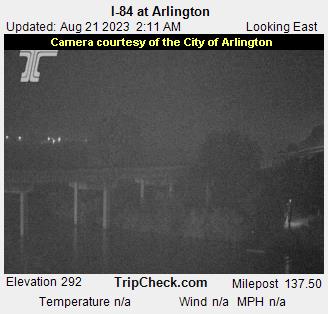 I-84 at Arlington
Updated: Aug 21 2023 2:11 AM Looking East
Camera courtesy of the City of Arlington
Elevation 292 TripCheck.com Milepost 137.50
Temperature n/a Wind n/a MPH n/a